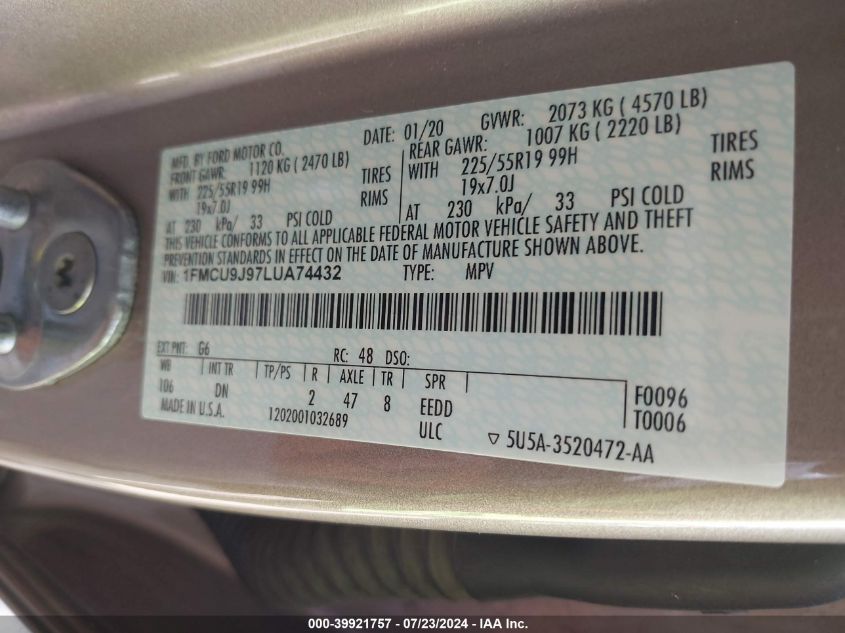 MFD. BY FORD MOTOR CO. DATE: 01/20 GVWR: 2073 KG ( 4570 LB)
FRONT GAWR: 1120 KG ( 2470 LB) REAR GAWR: 1007 KG ( 2220 LB)
WITH 225/55R19 99H TIRES WITH 225/55R19 99H TIRES
19x7.0J RIMS 19x7.0J RIMS
AT 230 kPa/ 33 PSI COLD AT 230 kPa/ 33 PSI COLD
THIS VEHICLE CONFORMS TO ALL APPLICABLE FEDERAL MOTOR VEHICLE SAFETY AND THEFT
PREVENTION STANDARDS IN EFFECT ON THE DATE OF MANUFACTURE SHOWN ABOVE.
VIN: 1FMCU9J97LUA74432 TYPE: MPV
EXT PNT: G6 RC: 48 DSO:
WB INT TR TP/PS R AXLE TR SPR
106 DN 2 47 8 EEDD F0096
MADE IN U.S.A. 1202001032689 ULC T0006
5U5A-3520472-AA
000-39921757 - 07/23/2024 - IAA Inc.